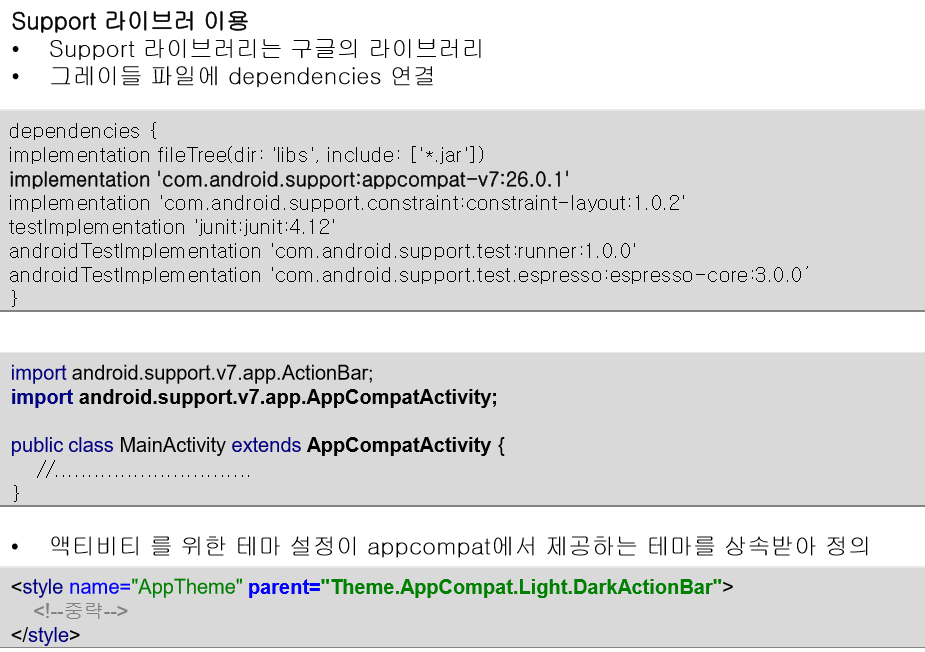 Support 라이브러 이용
• Support 라이브러리는 구글의 라이브러리
• 그레이들 파일에 dependencies 연결
dependencies {
implementation fileTree(dir: 'libs', include: ['*.jar'])
implementation 'com.android.support:appcompat-v7:26.0.1'
implementation 'com.android.support.constraint:constraint-layout:1.0.2'
testImplementation 'junit:junit:4.12'
androidTestImplementation 'com.android.support.test:runner:1.0.0'
androidTestImplementation 'com.android.support.test.espresso:espresso-core:3.0.0′
}
import android.support.v7.app.ActionBar;
import android.support.v7.app.AppCompatActivity;
public class MainActivity extends AppCompatActivity {
//..............................
}
• 액티비티 를 위한 테마 설정이 appcompat에서 제공하는 테마를 상속받아 정의
<style name="AppTheme" parent="Theme.AppCompat.Light.DarkActionBar">
<!--중략-->
</style>